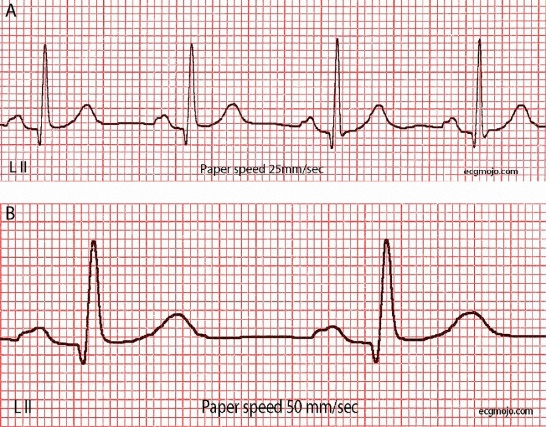 A
L II Paper speed 25mm/sec ecgmojo.com
B
L II Paper speed 50 mm/sec ecgmojo.com